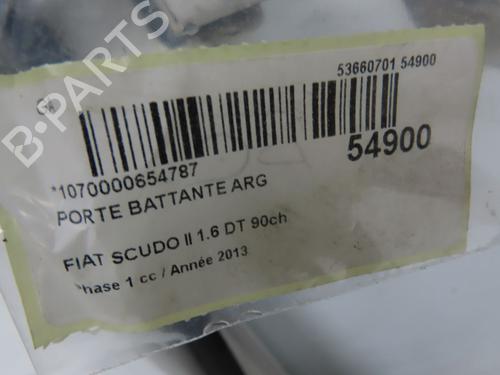 53660701 54900
*1070000654787
54900
PORTE BATTANTE ARG
FIAT SCUDO II 1.6 DT 90ch
Phase 1 cc / Année 2013